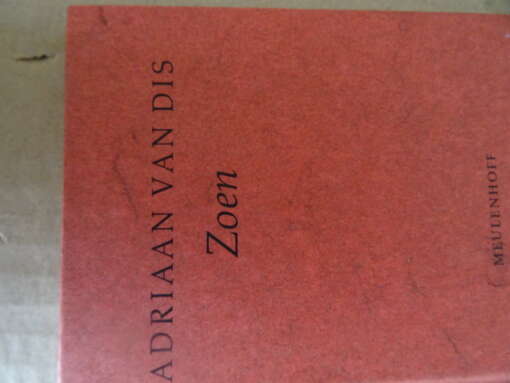 ADRIAAN VAN DIS
Zoen
MEULENHOFF